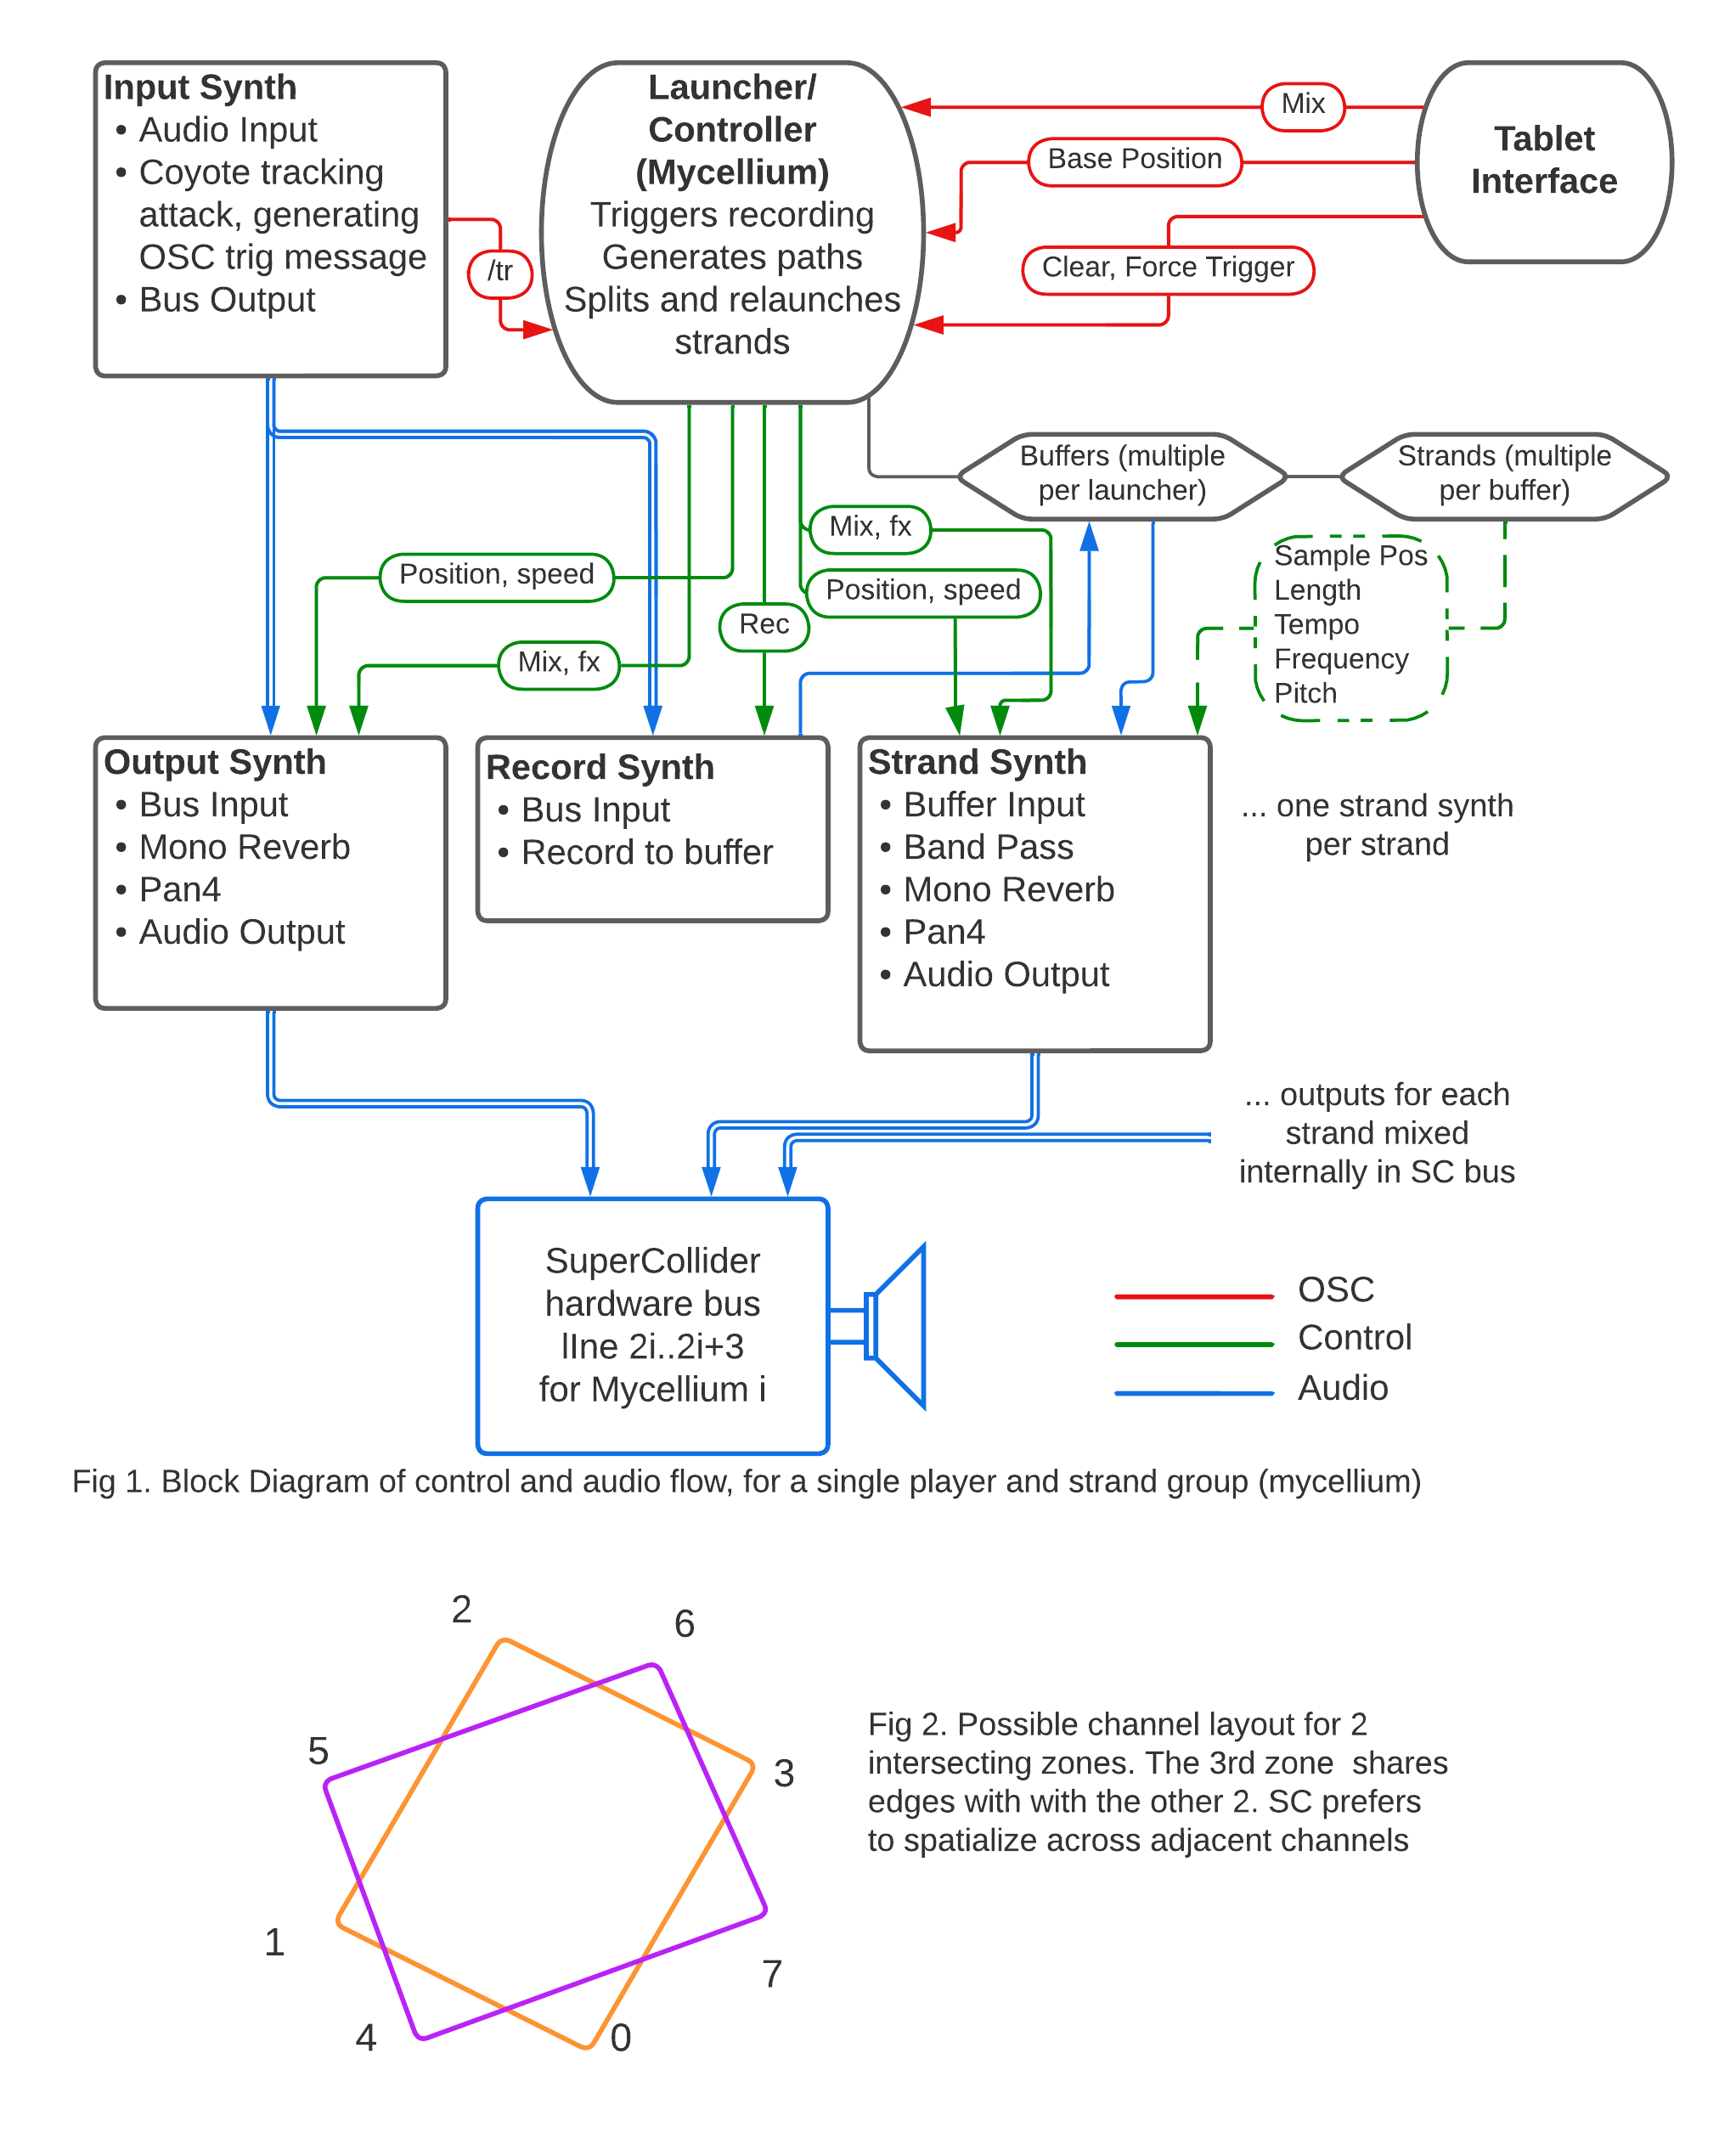 Input Synth
• Audio Input
• Coyote tracking
attack, generating
OSC trig message
• Bus Output
/tr
Launcher/
Controller
(Mycellium)
Triggers recording
Generates paths
Splits and relaunches
strands
Mix
Base Position
Clear, Force Trigger
Tablet
Interface
Buffers (multiple
per launcher)
Strands (multiple
per buffer)
Mix, fx
Position, speed
Position, speed
Rec
Mix, fx
Sample Pos
Length
Tempo
Frequency
Pitch
Output Synth
• Bus Input
• Mono Reverb
• Pan4
• Audio Output
Record Synth
• Bus Input
• Record to buffer
Strand Synth
• Buffer Input
• Band Pass
• Mono Reverb
• Pan4
• Audio Output
... one strand synth
per strand
... outputs for each
strand mixed
internally in SC bus
SuperCollider
hardware bus
lIne 2i..2i+3
for Mycellium i
OSC
Control
Audio
Fig 1. Block Diagram of control and audio flow, for a single player and strand group (mycellium)
2
6
5
3
1
7
4
0
Fig 2. Possible channel layout for 2
intersecting zones. The 3rd zone  shares
edges with with the other 2. SC prefers
to spatialize across adjacent channels